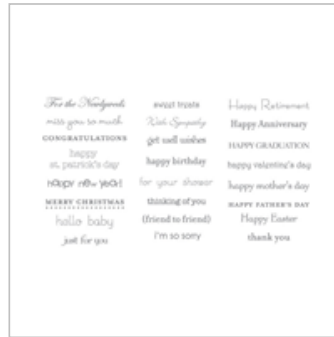 For the Newlyweds
miss you so much
CONGRATULATIONS
happy
st. patrick's day
happy new year!
MERRY CHRISTMAS
hallo baby
just for you
sweet treats
With Sympathy
get well wishes
happy birthday
for your shower
thinking of you
(friend to friend)
i'm so sorry
Happy Retirement
Happy Anniversary
HAPPY GRADUATION
happy valentine's day
happy mother's day
HAPPY FATHER'S DAY
Happy Easter
thank you